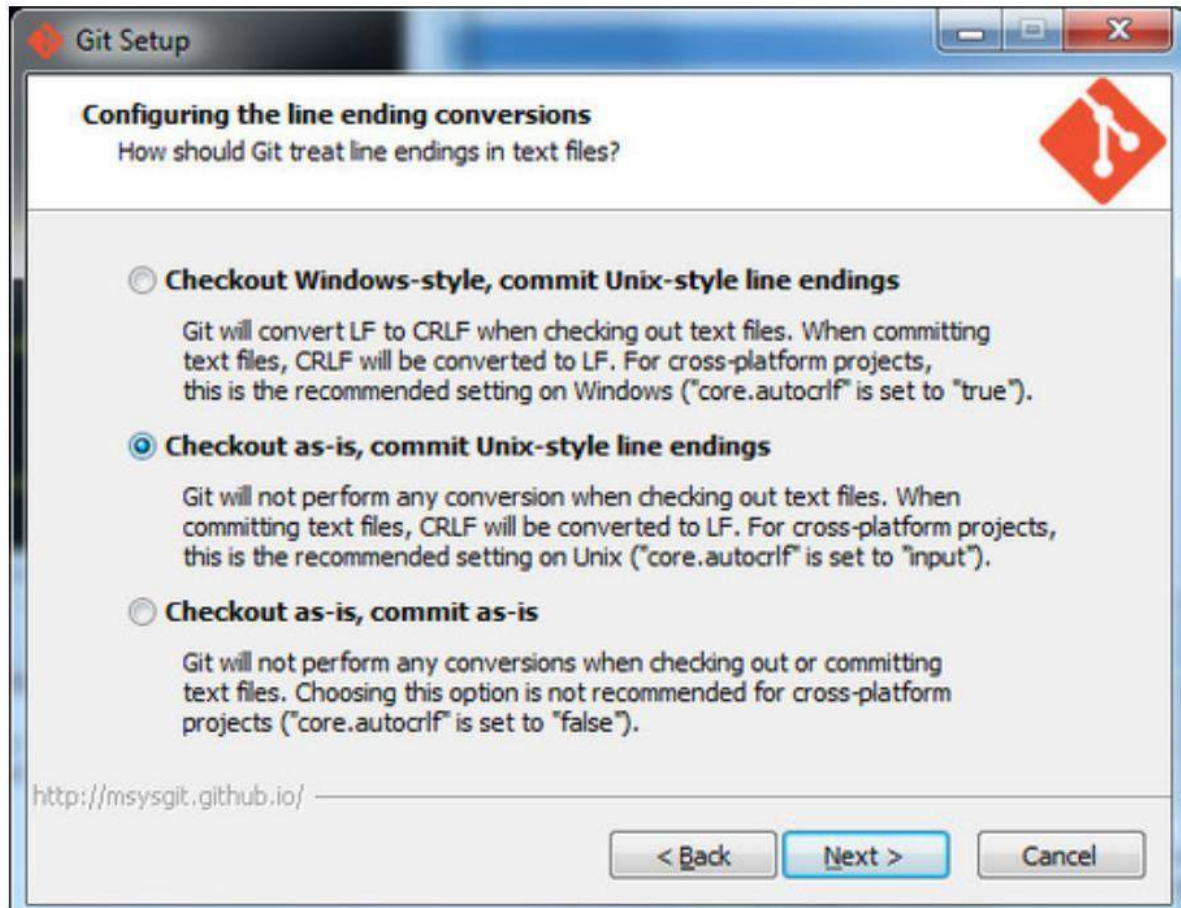 Git Setup
Configuring the line ending conversions
How should Git treat line endings in text files?
Checkout Windows-style, commit Unix-style line endings
Git will convert LF to CRLF when checking out text files. When committing
text files, CRLF will be converted to LF. For cross-platform projects,
this is the recommended setting on Windows ("core.autocrlf" is set to "true").
Checkout as-is, commit Unix-style line endings
Git will not perform any conversion when checking out text files. When
committing text files, CRLF will be converted to LF. For cross-platform projects,
this is the recommended setting on Unix ("core.autocrlf" is set to "input").
Checkout as-is, commit as-is
Git will not perform any conversions when checking out or committing
text files. Choosing this option is not recommended for cross-platform
projects ("core.autocrlf" is set to "false").
http://msysgit.github.io/
< Back Next > Cancel